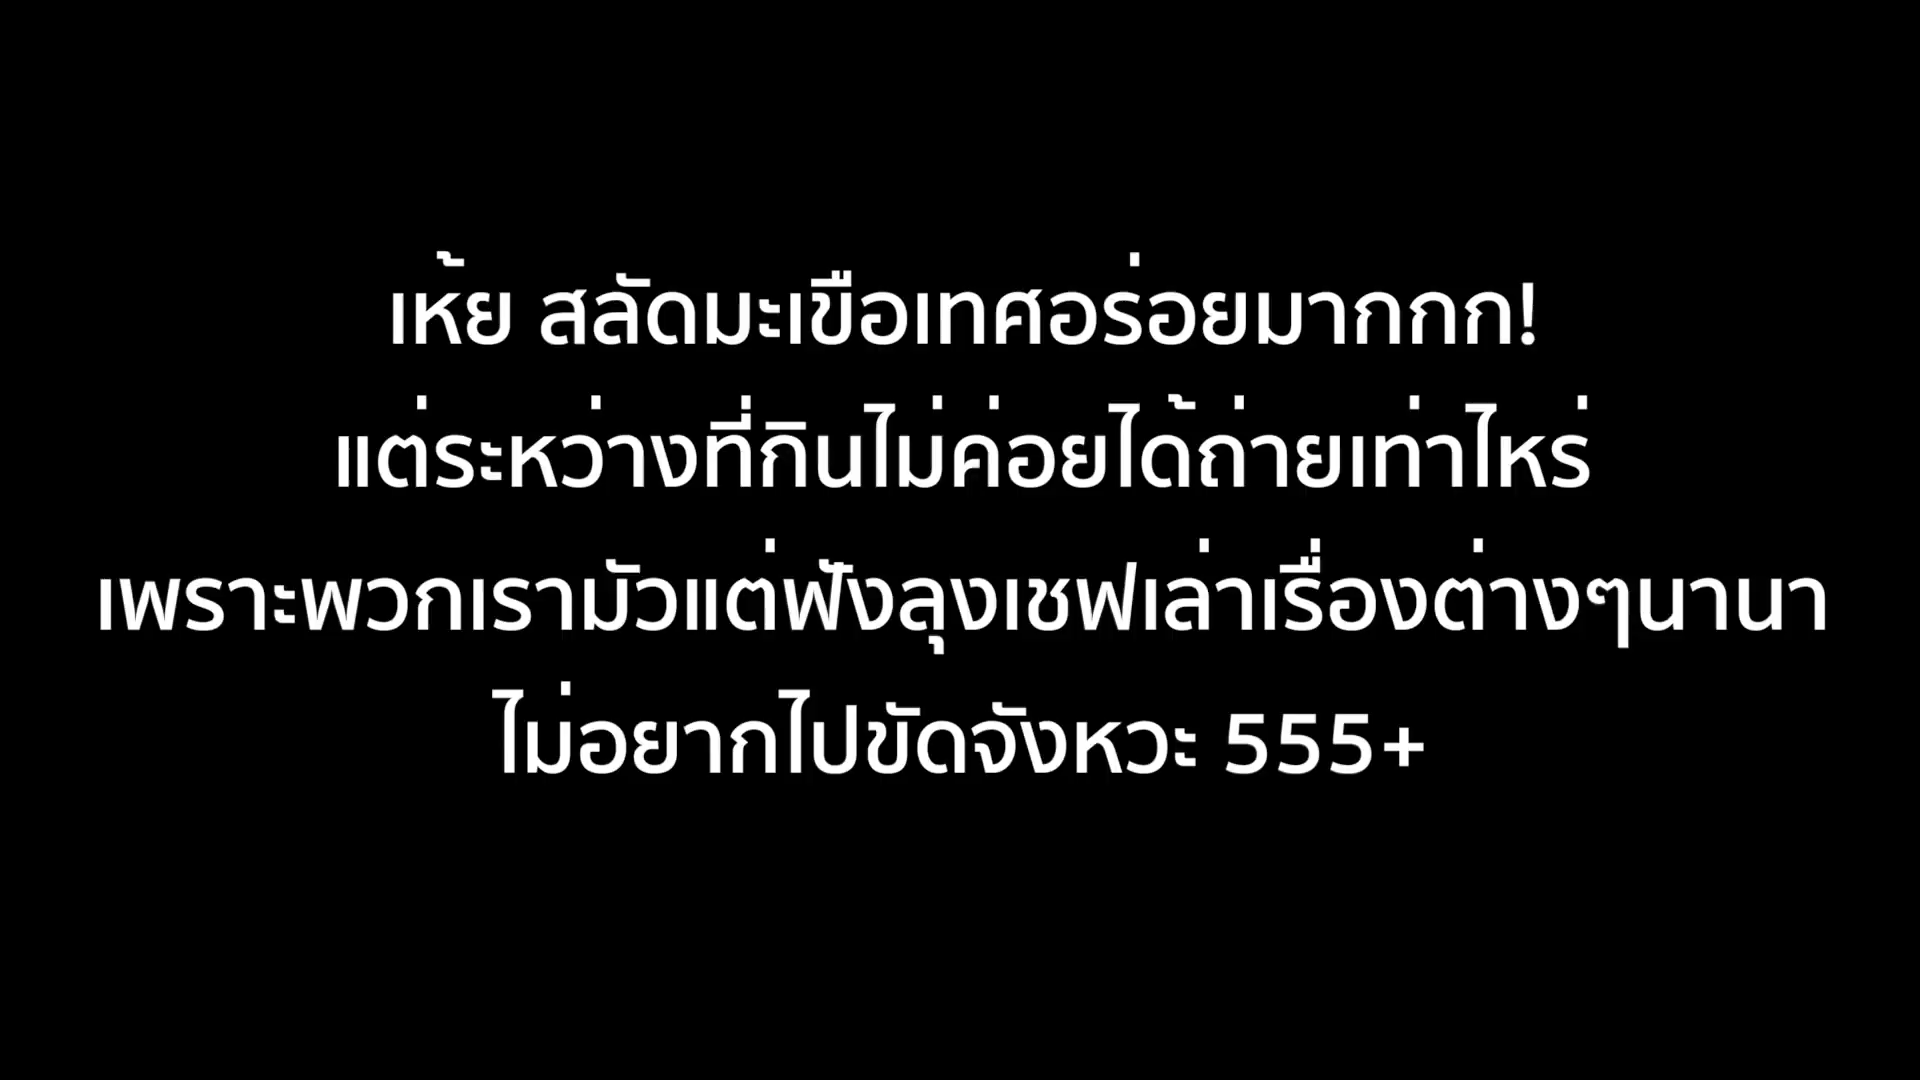 เห้ย สลัดมะเขือเทศอร่อยมากกก!
แต่ระหว่างที่กินไม่ค่อยได้ถ่ายเท่าไหร่
เพราะพวกเรามัวแต่ฟังลุงเชฟเล่าเรื่องต่างๆนานา
ไม่อยากไปขัดจังหวะ 555+